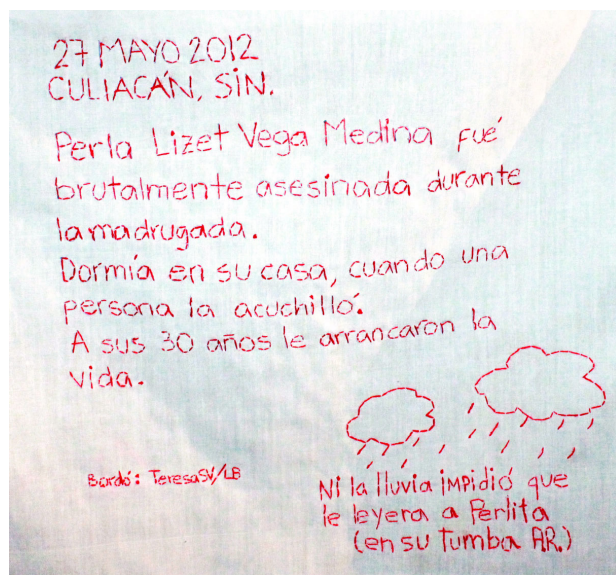 27 MAYO 2012
CULIACÁN, SIN.
Perla Lizet Vega Medina fué
brutalmente asesinada durante
la madrugada.
Dormía en su casa, cuando una
persona la acuchilló.
A sus 30 años le arrancaron la
vida.
Bordó: TeresaSV/LB
Ni la lluvia impidió que
le leyera a Perlita
(en su tumba AR.)